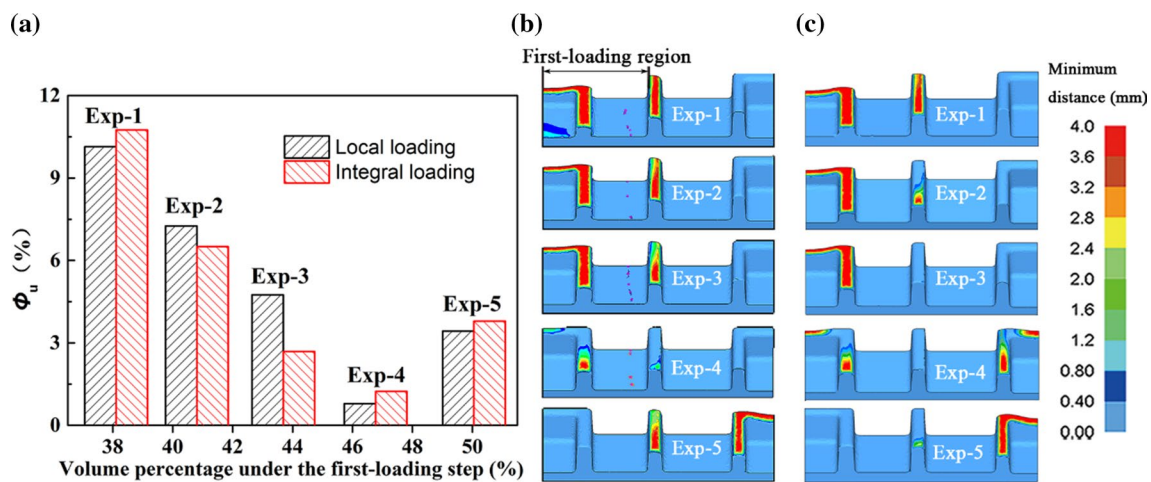 (a)
12
9
6
3
0
Φu (%)
Exp-1
Exp-2
Exp-3
Exp-4
Exp-5
Local loading
Integral loading
38 40 42 44 46 48 50
Volume percentage under the first-loading step (%)
(b)
First-loading region
Exp-1
Exp-2
Exp-3
Exp-4
Exp-5
(c)
Exp-1
Exp-2
Exp-3
Exp-4
Exp-5
Minimum
distance (mm)
4.0
3.6
3.2
2.8
2.4
2.0
1.6
1.2
0.80
0.40
0.00